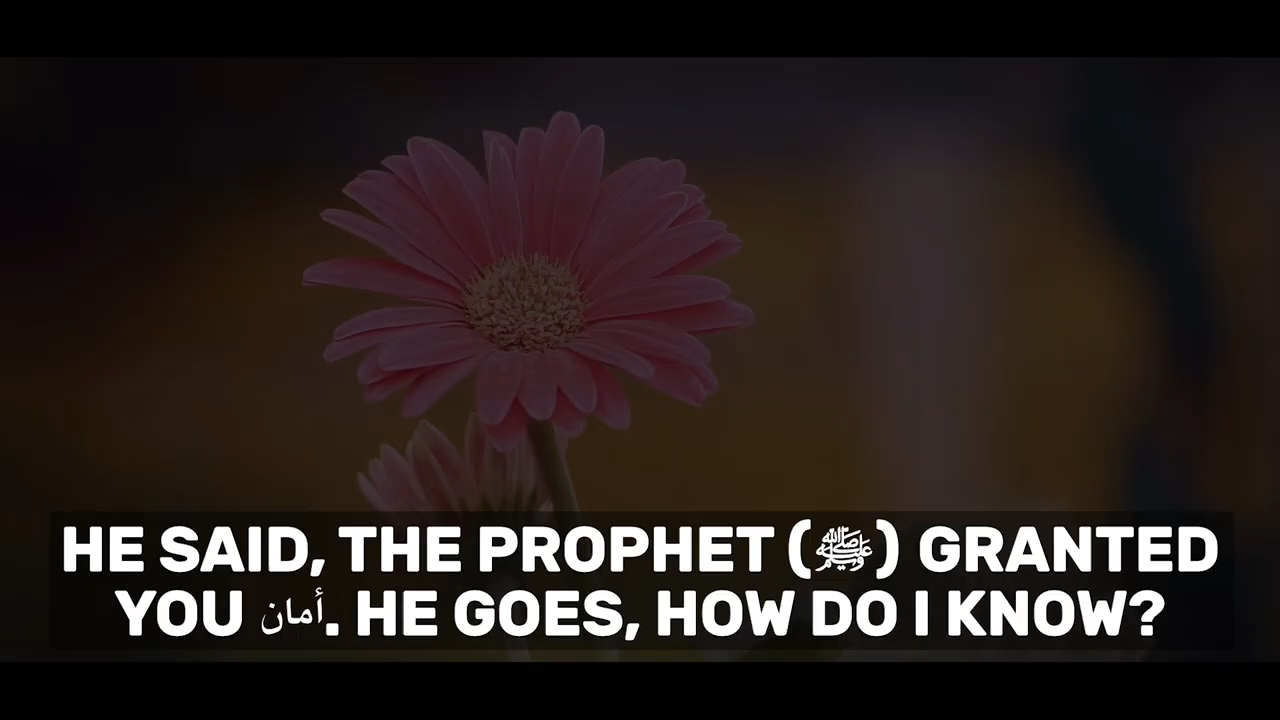 HE SAID, THE PROPHET (ﷺ) GRANTED
YOU أمان. HE GOES, HOW DO I KNOW?